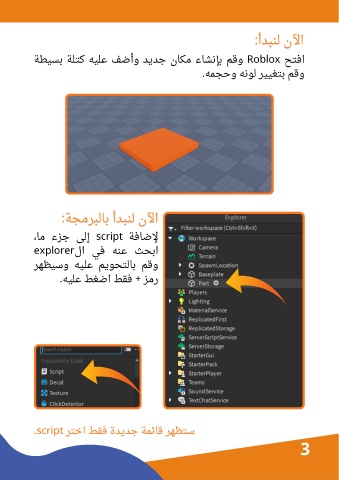 الآن لنبدأ:
افتح Roblox وقم بإنشاء مكان جديد وأضف عليه كتلة بسيطة
وقم بتغيير لونه وحجمه.
الآن لنبدأ بالبرمجة:
لإضافة script إلى جزء ما،
ابحث عنه في الexplorer
وقم بالتحويم عليه وسيظهر
رمز + فقط اضغط عليه.
Explorer
Filter workspace (Ctrl+Shift+X)
Workspace
Camera
Terrain
SpawnLocation
Baseplate
Part
Players
Lighting
MaterialService
ReplicatedFirst
ReplicatedStorage
ServerScriptService
ServerStorage
StarterGui
StarterPack
StarterPlayer
Teams
SoundService
TextChatService
Search object
Frequently Used
Script
Decal
Texture
ClickDetector
ستظهر قائمة جديدة فقط اختر script.
3